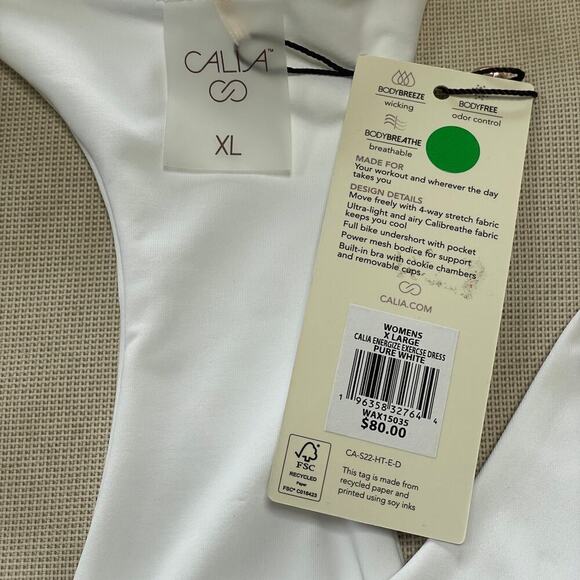 CALIA™
XL
BODYBREEZE
wicking
BODYFREE
odor control
BODYBREATHE
breathable
MADE FOR
Your workout and wherever the day
takes you
DESIGN DETAILS
Move freely with 4-way stretch fabric
Ultra-light and airy Calibreathe fabric
keeps you cool
Full bike undershort with pocket
Power mesh bodice for support
Built-in bra with cookie chambers
and removable cups
CALIA.COM
WOMENS
X LARGE
CALIA ENERGIZE EXERCSE DRESS
PURE WHITE
1 96358 32764 4
WAX15035
$80.00
FSC
RECYCLED
Paper
FSC® C016423
CA-S22-HT-E-D
This tag is made from
recycled paper and
printed using soy inks